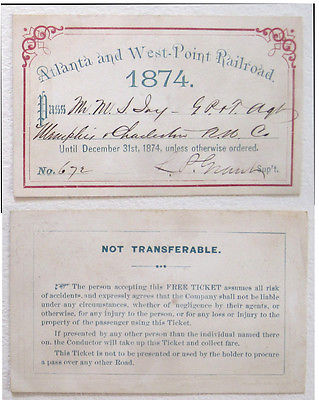 Atlanta and West-Point Railroad.
1874.
Pass Mr. M. S. Jay - G. P. & T. Agt
Memphis & Charleston R. R. Co
Until December 31st, 1874, unless otherwise ordered.
No. 672 L. P. Grant Sup't.
NOT TRANSFERABLE.
☞ The person accepting this FREE TICKET assumes all
risk of accidents, and expressly agrees that the Company shall not be liable
under any circumstances, whether of negligence by their agents, or
otherwise, for any injury to the person, or for any loss or injury to the
property of the passenger using this Ticket.
If presented by any other person than the individual named there
on, the Conductor will take up this Ticket and collect fare.
This Ticket is not to be presented or used by the holder to procure
a pass over any other Road.